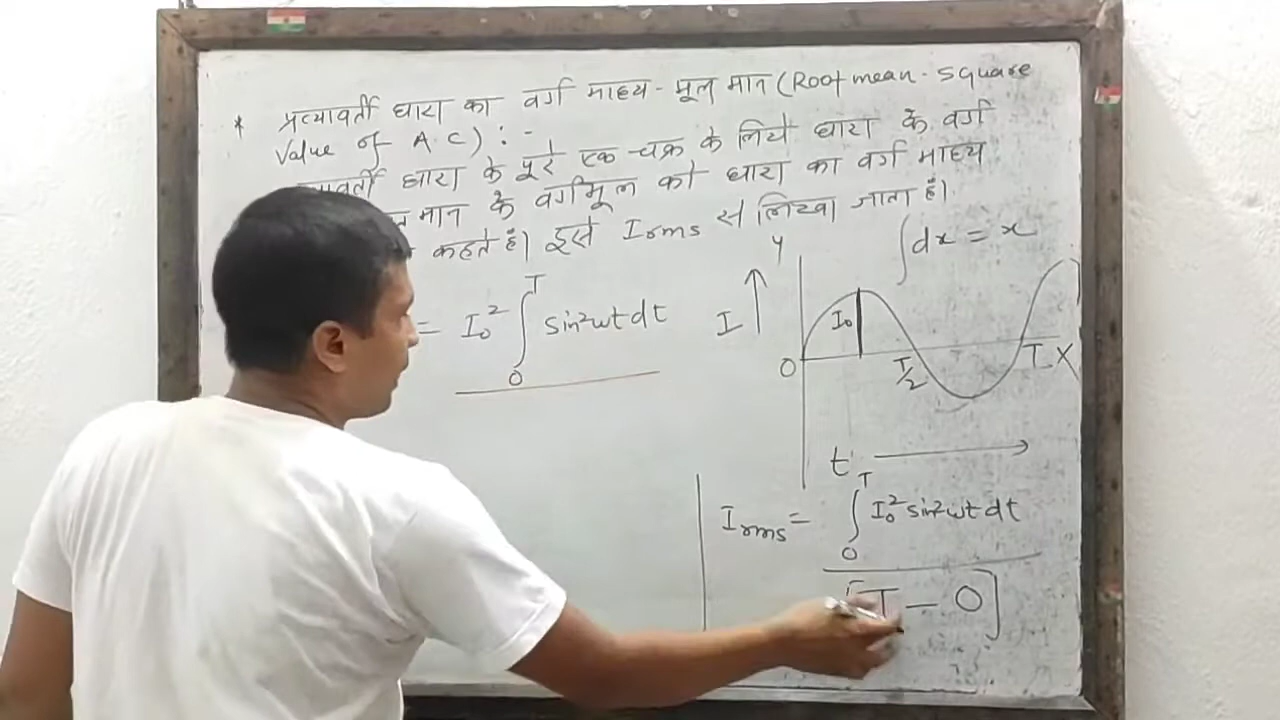 * प्रत्यावर्ती धारा का वर्ग माध्य - मूल मान (Root mean - square
Value of A.C) :-
धारा के पूरे एक-चक्र के लिये धारा के वर्ग
मान के वर्गमूल को धारा का वर्ग माध्य
कहते हैं। इसे Irms से लिखा जाता है।
∫dx = x
= I₀² ∫₀ᵀ sin²ωt dt
Y
I
I₀
O
T/2
T
X
t
Irms = ∫₀ᵀ I₀² sin²ωt dt
[T - 0]